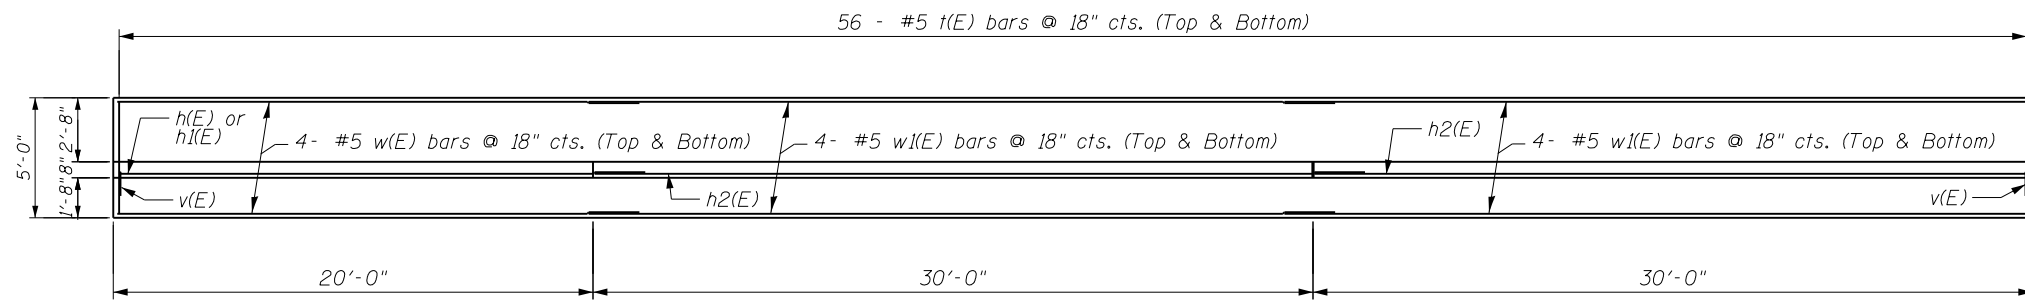 56 - #5 t(E) bars @ 18" cts. (Top & Bottom)
5'-0"
2'-8"
8"
1'-8"
h(E) or
h1(E)
4- #5 w(E) bars @ 18" cts. (Top & Bottom)
4- #5 w1(E) bars @ 18" cts. (Top & Bottom)
h2(E)
4- #5 w1(E) bars @ 18" cts. (Top & Bottom)
v(E)
h2(E)
v(E)
20'-0"
30'-0"
30'-0"